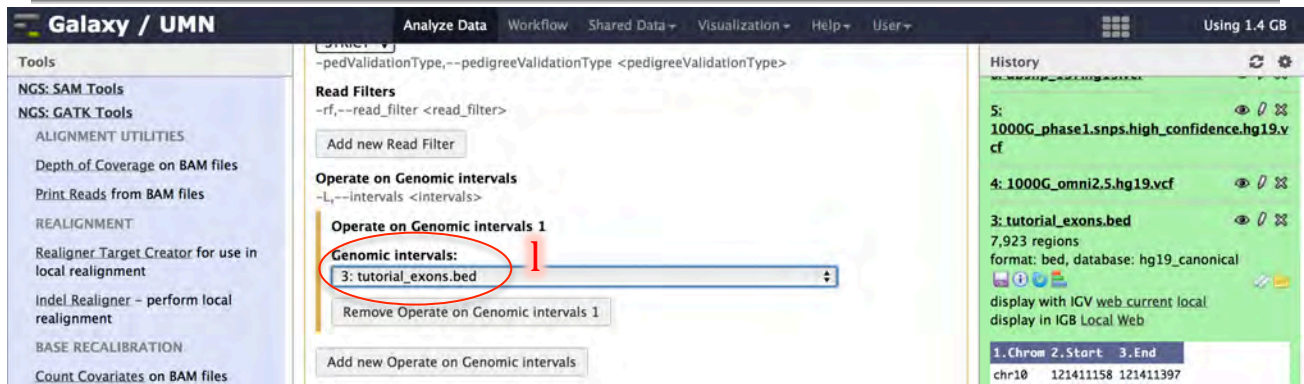 Galaxy / UMN
Analyze Data Workflow Shared Data Visualization Help User
Using 1.4 GB
Tools
NGS: SAM Tools
NGS: GATK Tools
ALIGNMENT UTILITIES
Depth of Coverage on BAM files
Print Reads from BAM files
REALIGNMENT
Realigner Target Creator for use in
local realignment
Indel Realigner - perform local
realignment
BASE RECALIBRATION
Count Covariates on BAM files
-pedValidationType,--pedigreeValidationType <pedigreeValidationType>
Read Filters
-rf,--read_filter <read_filter>
Add new Read Filter
Operate on Genomic intervals
-L,--intervals <intervals>
Operate on Genomic intervals 1
Genomic intervals:
l
3: tutorial_exons.bed
Remove Operate on Genomic intervals 1
Add new Operate on Genomic intervals
History
5:
1000G_phase1.snps.high_confidence.hg19.v
cf
4: 1000G_omni2.5.hg19.vcf
3: tutorial_exons.bed
7,923 regions
format: bed, database: hg19_canonical
display with IGV web current local
display in IGB Local Web
1.Chrom 2.Start 3.End
chr10 121411158 121411397